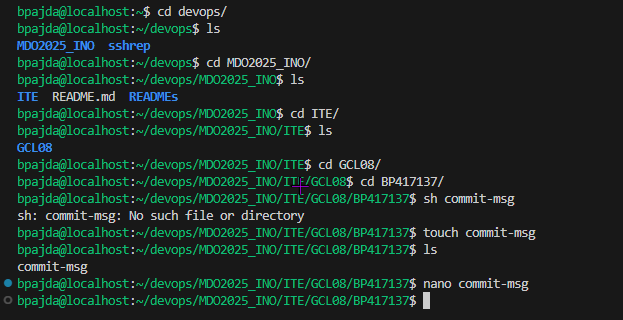 bpajda@localhost:~$ cd devops/
bpajda@localhost:~/devops$ ls
MDO2025_INO  sshrep
bpajda@localhost:~/devops$ cd MDO2025_INO/
bpajda@localhost:~/devops/MDO2025_INO$ ls
ITE  README.md  READMEs
bpajda@localhost:~/devops/MDO2025_INO$ cd ITE/
bpajda@localhost:~/devops/MDO2025_INO/ITE$ ls
GCL08
bpajda@localhost:~/devops/MDO2025_INO/ITE$ cd GCL08/
bpajda@localhost:~/devops/MDO2025_INO/ITE/GCL08$ cd BP417137/
bpajda@localhost:~/devops/MDO2025_INO/ITE/GCL08/BP417137$ sh commit-msg
sh: commit-msg: No such file or directory
bpajda@localhost:~/devops/MDO2025_INO/ITE/GCL08/BP417137$ touch commit-msg
bpajda@localhost:~/devops/MDO2025_INO/ITE/GCL08/BP417137$ ls
commit-msg
bpajda@localhost:~/devops/MDO2025_INO/ITE/GCL08/BP417137$ nano commit-msg
bpajda@localhost:~/devops/MDO2025_INO/ITE/GCL08/BP417137$